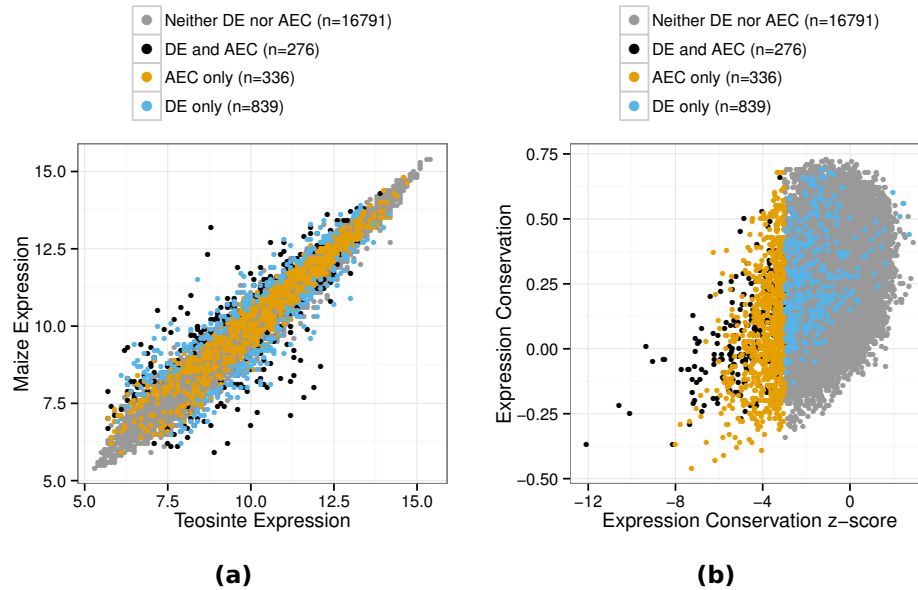 Neither DE nor AEC (n=16791)
DE and AEC (n=276)
AEC only (n=336)
DE only (n=839)
15.0
12.5
10.0
7.5
5.0
Maize Expression
5.0 7.5 10.0 12.5 15.0
Teosinte Expression
(a)
Neither DE nor AEC (n=16791)
DE and AEC (n=276)
AEC only (n=336)
DE only (n=839)
0.75
0.50
0.25
0.00
−0.25
−0.50
Expression Conservation
−12 −8 −4 0
Expression Conservation z−score
(b)